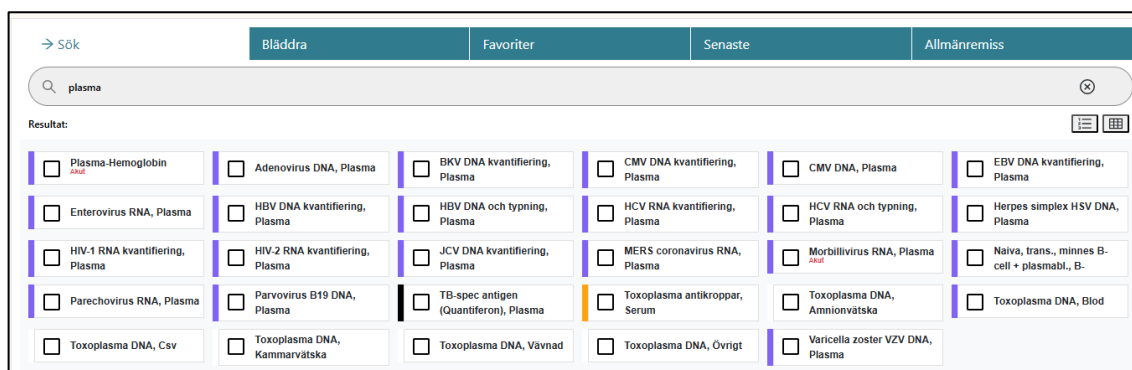 Sök
Bläddra
Favoriter
Senaste
Allmänremiss
plasma
Resultat:
Plasma-Hemoglobin
Akut
Adenovirus DNA, Plasma
BKV DNA kvantifiering,
Plasma
CMV DNA kvantifiering,
Plasma
CMV DNA, Plasma
EBV DNA kvantifiering,
Plasma
Enterovirus RNA, Plasma
HBV DNA kvantifiering,
Plasma
HBV DNA och typning,
Plasma
HCV RNA kvantifiering,
Plasma
HCV RNA och typning,
Plasma
Herpes simplex HSV DNA,
Plasma
HIV-1 RNA kvantifiering,
Plasma
HIV-2 RNA kvantifiering,
Plasma
JCV DNA kvantifiering,
Plasma
MERS coronavirus RNA,
Plasma
Morbillivirus RNA, Plasma
Akut
Naiva, trans., minnes B-
cell + plasmabl., B-
Parechovirus RNA, Plasma
Parvovirus B19 DNA,
Plasma
TB-spec antigen
(Quantiferon), Plasma
Toxoplasma antikroppar,
Serum
Toxoplasma DNA,
Amnionvätska
Toxoplasma DNA, Blod
Toxoplasma DNA, Csv
Toxoplasma DNA,
Kammarvätska
Toxoplasma DNA, Vävnad
Toxoplasma DNA, Övrigt
Varicella zoster VZV DNA,
Plasma